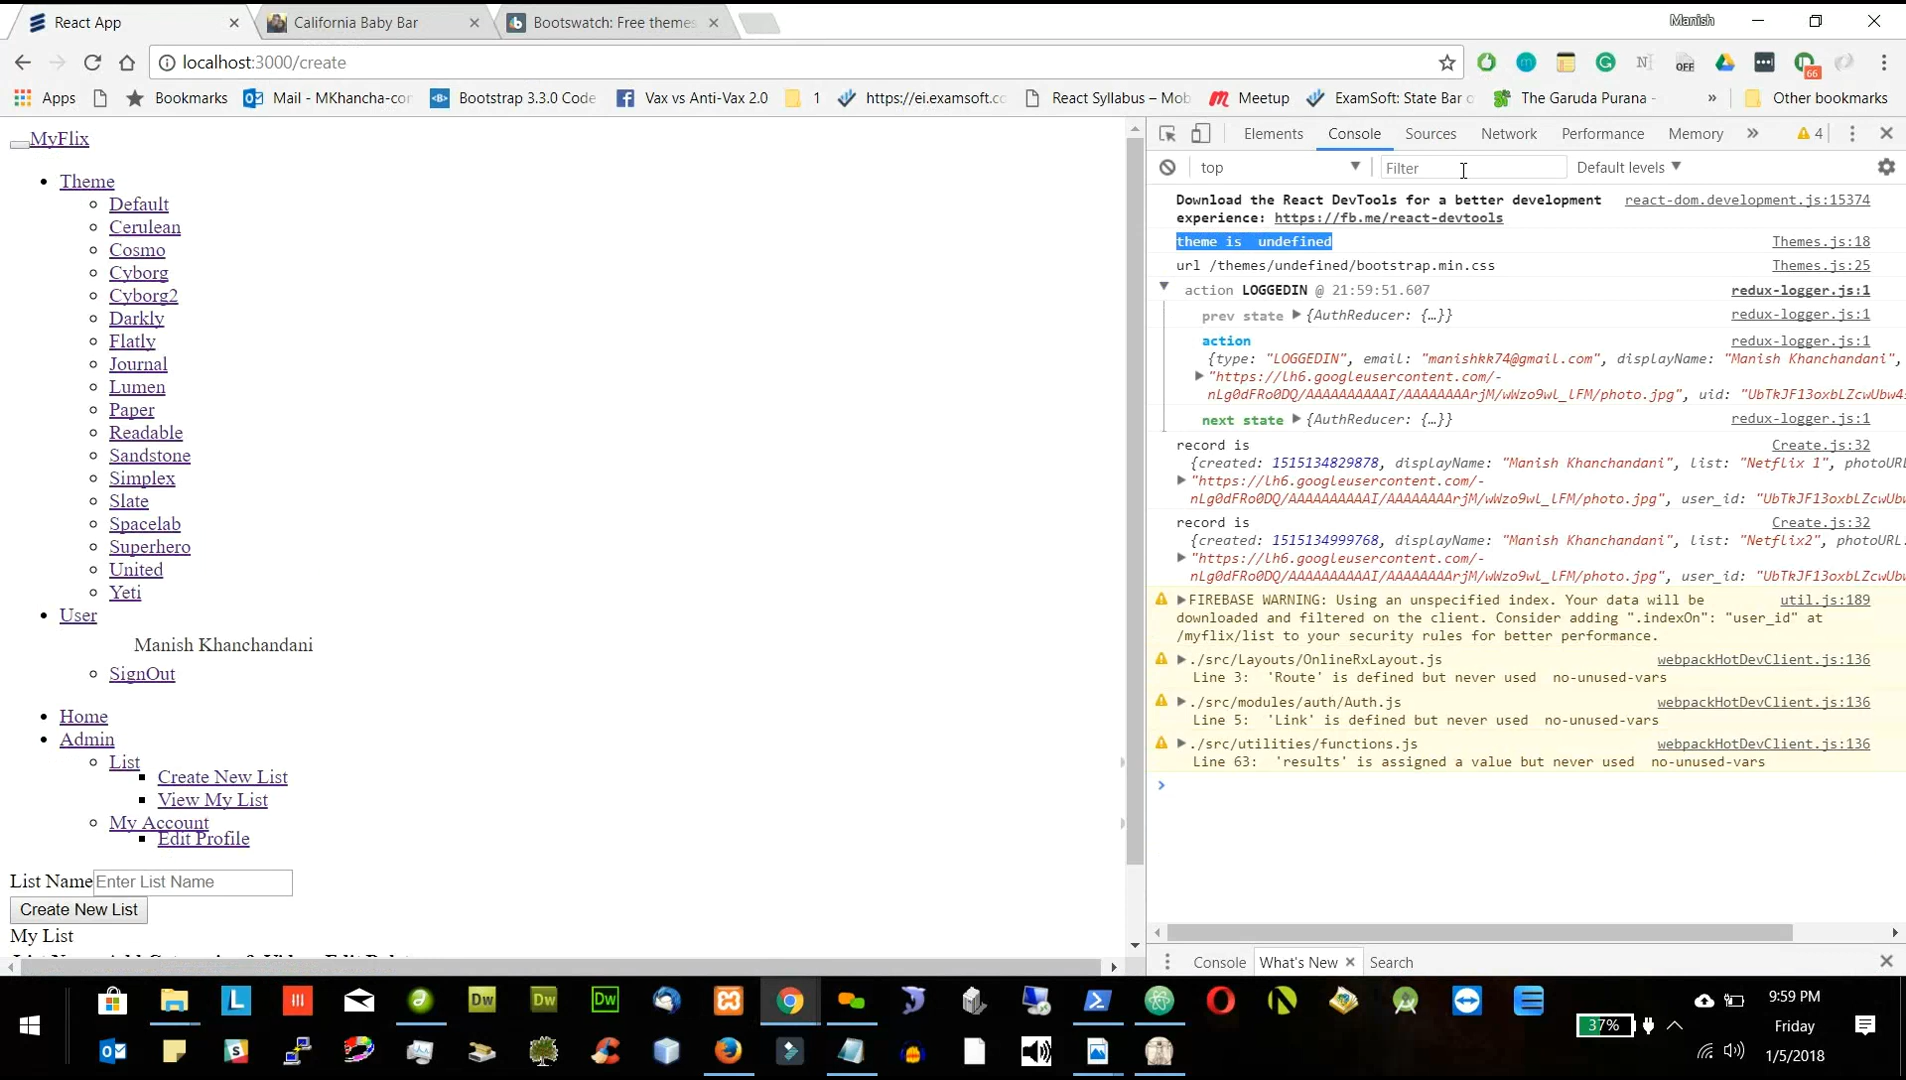 React App
California Baby Bar
Bootswatch: Free themes
Manish
localhost:3000/create
OFF
66
Apps
Bookmarks
Mail - MKhancha-con
Bootstrap 3.3.0 Code
Vax vs Anti-Vax 2.0
1
https://ei.examsoft.cc
React Syllabus – Mob
Meetup
ExamSoft: State Bar o
The Garuda Purana -
»
Other bookmarks
MyFlix
Theme
Default
Cerulean
Cosmo
Cyborg
Cyborg2
Darkly
Flatly
Journal
Lumen
Paper
Readable
Sandstone
Simplex
Slate
Spacelab
Superhero
United
Yeti
User
Manish Khanchandani
SignOut
Home
Admin
List
Create New List
View My List
My Account
Edit Profile
List Name Enter List Name
Create New List
My List
Elements Console Sources Network Performance Memory » 4
top Filter Default levels
Download the React DevTools for a better development react-dom.development.js:15374
experience: https://fb.me/react-devtools
theme is undefined Themes.js:18
url /themes/undefined/bootstrap.min.css Themes.js:25
action LOGGEDIN @ 21:59:51.607 redux-logger.js:1
prev state {AuthReducer: {…}} redux-logger.js:1
action redux-logger.js:1
{type: "LOGGEDIN", email: "manishkk74@gmail.com", displayName: "Manish Khanchandani",
"https://lh6.googleusercontent.com/-
nLg0dFRo0DQ/AAAAAAAAAAI/AAAAAAAArjM/wWzo9wl_lFM/photo.jpg", uid: "UbTkJF13oxbLZcwUbw4
next state {AuthReducer: {…}} redux-logger.js:1
record is Create.js:32
{created: 1515134829878, displayName: "Manish Khanchandani", list: "Netflix 1", photoURL
"https://lh6.googleusercontent.com/-
nLg0dFRo0DQ/AAAAAAAAAAI/AAAAAAAArjM/wWzo9wl_lFM/photo.jpg", user_id: "UbTkJF13oxbLZcwUbw
record is Create.js:32
{created: 1515134999768, displayName: "Manish Khanchandani", list: "Netflix2", photoURL:
"https://lh6.googleusercontent.com/-
nLg0dFRo0DQ/AAAAAAAAAAI/AAAAAAAArjM/wWzo9wl_lFM/photo.jpg", user_id: "UbTkJF13oxbLZcwUbw
FIREBASE WARNING: Using an unspecified index. Your data will be util.js:189
downloaded and filtered on the client. Consider adding ".indexOn": "user_id" at
/myflix/list to your security rules for better performance.
./src/Layouts/OnlineRxLayout.js webpackHotDevClient.js:136
Line 3: 'Route' is defined but never used no-unused-vars
./src/modules/auth/Auth.js webpackHotDevClient.js:136
Line 5: 'Link' is defined but never used no-unused-vars
./src/utilities/functions.js webpackHotDevClient.js:136
Line 63: 'results' is assigned a value but never used no-unused-vars
Console What's New Search
37%
9:59 PM
Friday
1/5/2018